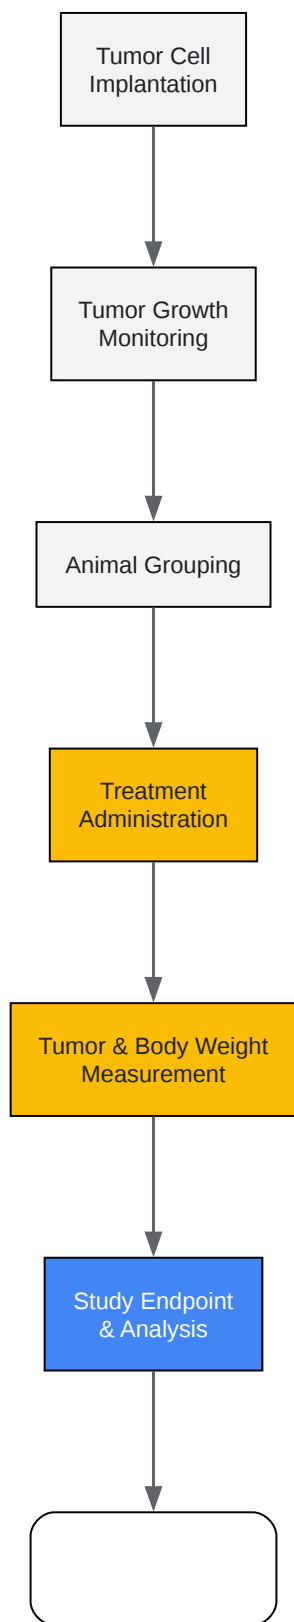 Tumor Cell
Implantation
Tumor Growth
Monitoring
Animal Grouping
Treatment
Administration
Tumor & Body Weight
Measurement
Study Endpoint
& Analysis